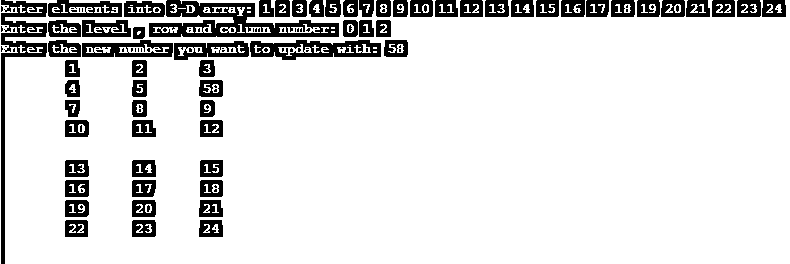 Enter elements into 3-D array: 1 2 3 4 5 6 7 8 9 10 11 12 13 14 15 16 17 18 19 20 21 22 23 24
Enter the level , row and column number: 0 1 2
Enter the new number you want to update with: 58
1 2 3
4 5 58
7 8 9
10 11 12
13 14 15
16 17 18
19 20 21
22 23 24